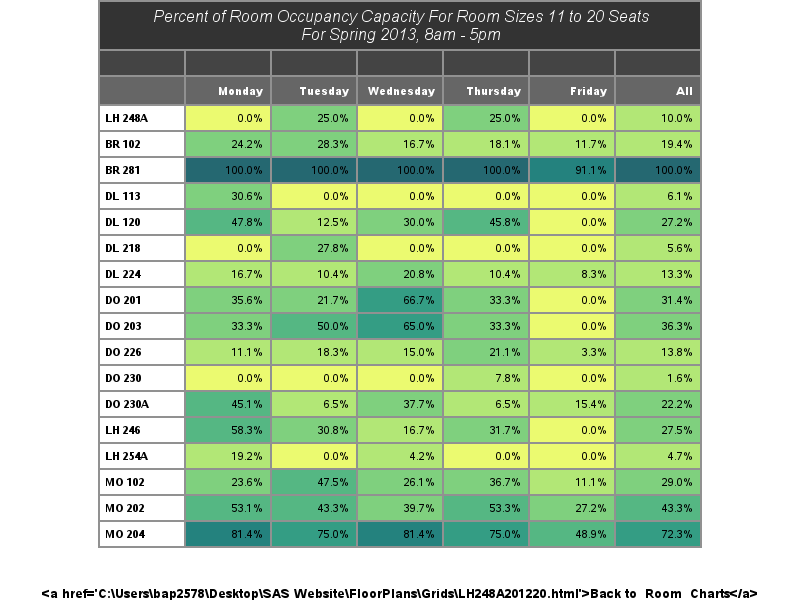 Percent of Room Occupancy Capacity For Room Sizes 11 to 20 Seats
For Spring 2013, 8am - 5pm
Monday Tuesday Wednesday Thursday Friday All
LH 248A 0.0% 25.0% 0.0% 25.0% 0.0% 10.0%
BR 102 24.2% 28.3% 16.7% 18.1% 11.7% 19.4%
BR 281 100.0% 100.0% 100.0% 100.0% 91.1% 100.0%
DL 113 30.6% 0.0% 0.0% 0.0% 0.0% 6.1%
DL 120 47.8% 12.5% 30.0% 45.8% 0.0% 27.2%
DL 218 0.0% 27.8% 0.0% 0.0% 0.0% 5.6%
DL 224 16.7% 10.4% 20.8% 10.4% 8.3% 13.3%
DO 201 35.6% 21.7% 66.7% 33.3% 0.0% 31.4%
DO 203 33.3% 50.0% 65.0% 33.3% 0.0% 36.3%
DO 226 11.1% 18.3% 15.0% 21.1% 3.3% 13.8%
DO 230 0.0% 0.0% 0.0% 7.8% 0.0% 1.6%
DO 230A 45.1% 6.5% 37.7% 6.5% 15.4% 22.2%
LH 246 58.3% 30.8% 16.7% 31.7% 0.0% 27.5%
LH 254A 19.2% 0.0% 4.2% 0.0% 0.0% 4.7%
MO 102 23.6% 47.5% 26.1% 36.7% 11.1% 29.0%
MO 202 53.1% 43.3% 39.7% 53.3% 27.2% 43.3%
MO 204 81.4% 75.0% 81.4% 75.0% 48.9% 72.3%
<a href='C:\Users\bap2578\Desktop\SAS Website\FloorPlans\Grids\LH248A201220.html'>Back to Room Charts</a>